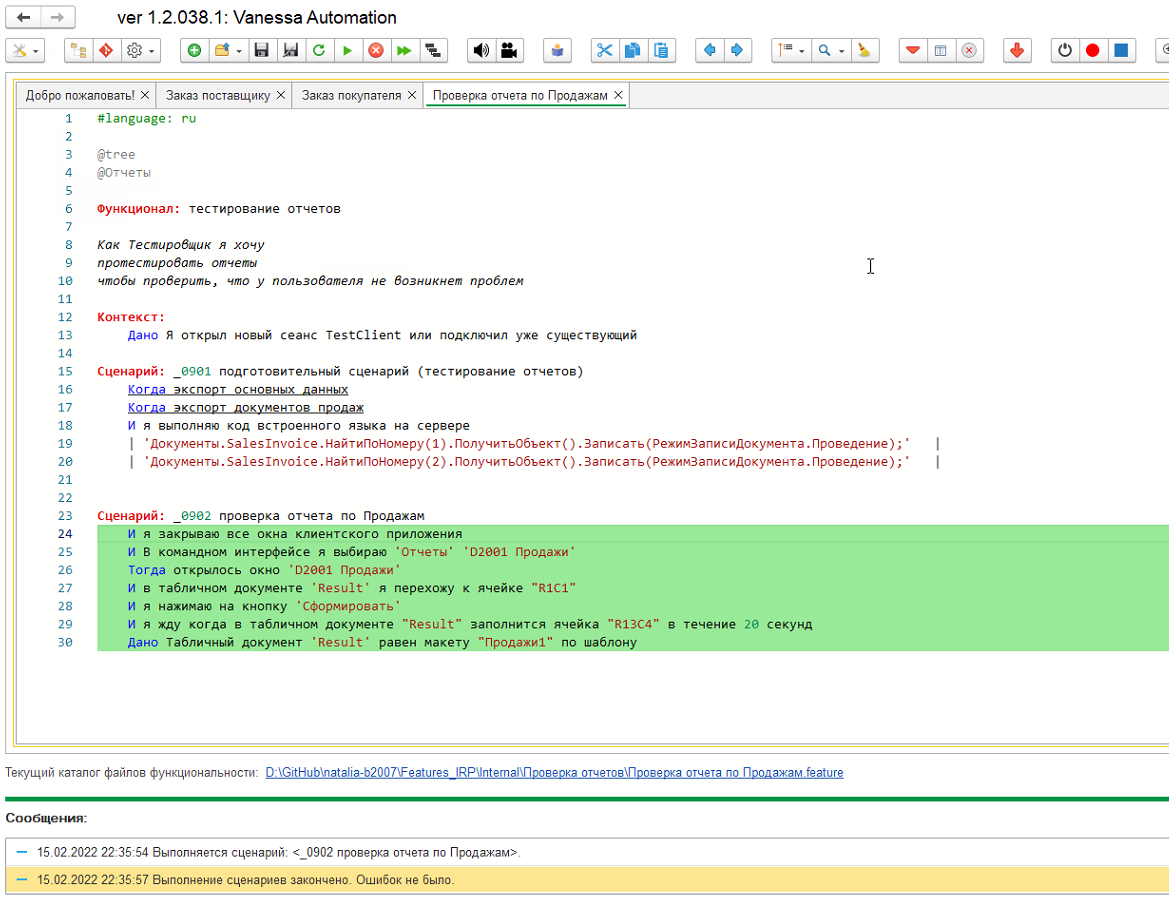 ver 1.2.038.1: Vanessa Automation
Добро пожаловать! Заказ поставщику Заказ покупателя Проверка отчета по Продажам
1 #language: ru
2
3 @tree
4 @Отчеты
5
6 Функционал: тестирование отчетов
7
8 Как Тестировщик я хочу
9 протестировать отчеты
10 чтобы проверить, что у пользователя не возникнет проблем
11
12 Контекст:
13 Дано Я открыл новый сеанс TestClient или подключил уже существующий
14
15 Сценарий: _0901 подготовительный сценарий (тестирование отчетов)
16 Когда экспорт основных данных
17 Когда экспорт документов продаж
18 И я выполняю код встроенного языка на сервере
19 | 'Документы.SalesInvoice.НайтиПоНомеру(1).ПолучитьОбъект().Записать(РежимЗаписиДокумента.Проведение);' |
20 | 'Документы.SalesInvoice.НайтиПоНомеру(2).ПолучитьОбъект().Записать(РежимЗаписиДокумента.Проведение);' |
21
22
23 Сценарий: _0902 проверка отчета по Продажам
24 И я закрываю все окна клиентского приложения
25 И В командном интерфейсе я выбираю 'Отчеты' 'D2001 Продажи'
26 Тогда открылось окно 'D2001 Продажи'
27 И в табличном документе 'Result' я перехожу к ячейке "R1C1"
28 И я нажимаю на кнопку 'Сформировать'
29 И я жду когда в табличном документе "Result" заполнится ячейка "R13C4" в течение 20 секунд
30 Дано Табличный документ 'Result' равен макету "Продажи1" по шаблону
Текущий каталог файлов функциональности: D:\GitHub\natalia-b2007\Features_IRP\Internal\Проверка отчетов\Проверка отчета по Продажам.feature
Сообщения:
15.02.2022 22:35:54 Выполняется сценарий: <_0902 проверка отчета по Продажам>.
15.02.2022 22:35:57 Выполнение сценариев закончено. Ошибок не было.